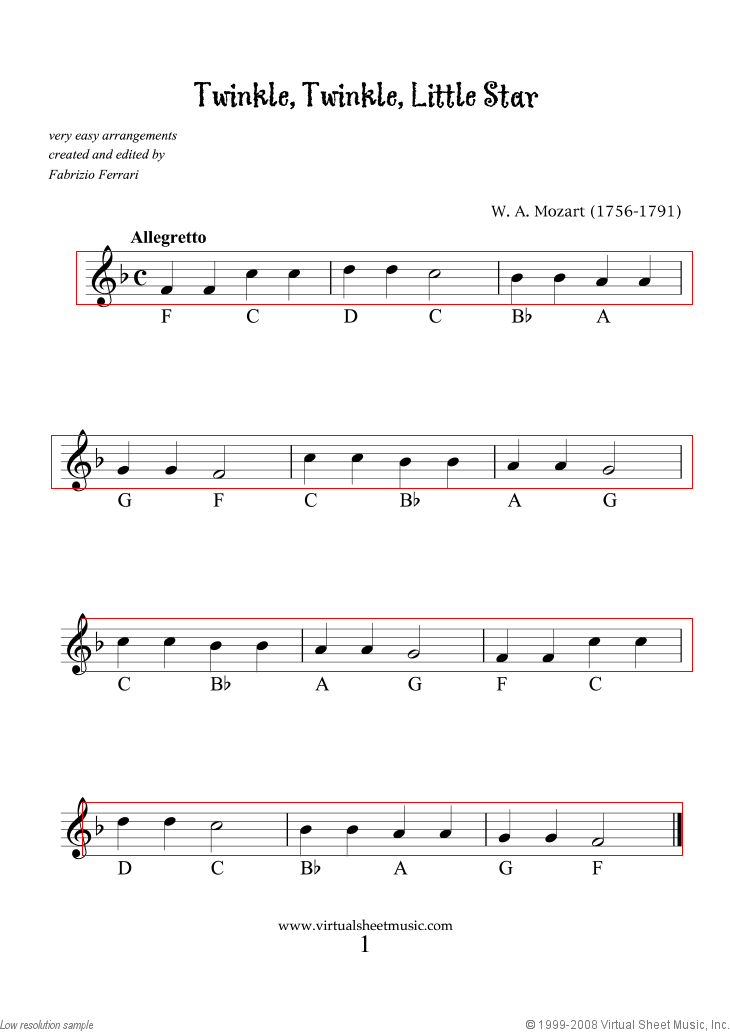 Twinkle, Twinkle, Little Star
very easy arrangements
created and edited by
Fabrizio Ferrari
W. A. Mozart (1756-1791)
Allegretto
F C D C B♭ A
G F C B♭ A G
C B♭ A G F C
D C B♭ A G F
www.virtualsheetmusic.com
1
Low resolution sample
© 1999-2008 Virtual Sheet Music, Inc.